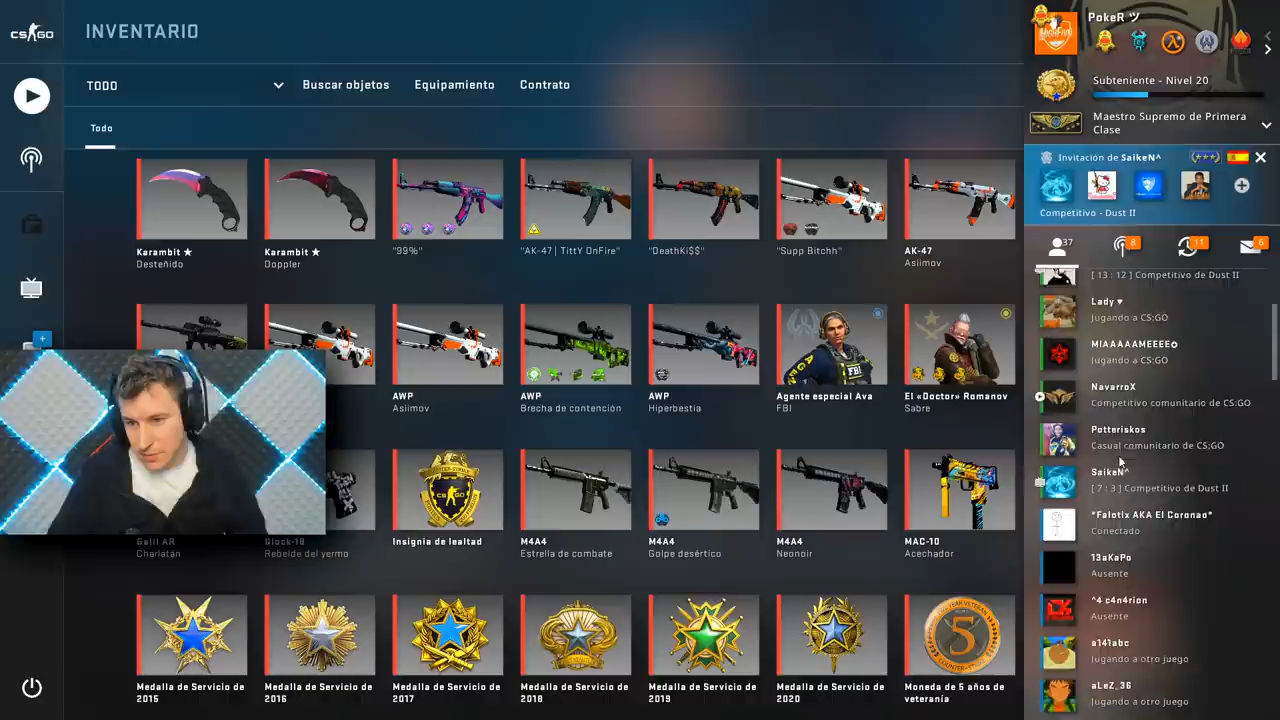 CS:GO
INVENTARIO
TODO
Buscar objetos
Equipamiento
Contrato
Todo
Karambit ★
Desteñido
Karambit ★
Doppler
"99%"
"AK-47 | TittY OnFire"
"DeathKi$$"
"Supp Bitchh"
AK-47
Asiimov
AWP
Asiimov
AWP
Brecha de contención
AWP
Hiperbestia
Agente especial Ava
FBI
El «Doctor» Romanov
Sabre
Galil AR
Charlatán
Glock-18
Rebelde del yermo
Insignia de lealtad
M4A4
Estrella de combate
M4A4
Golpe desértico
M4A4
Neonoir
MAC-10
Acechador
Medalla de Servicio de
2015
Medalla de Servicio de
2016
Medalla de Servicio de
2017
Medalla de Servicio de
2018
Medalla de Servicio de
2019
Medalla de Servicio de
2020
Moneda de 5 años de
veteranía
PokeR ツ
Subteniente - Nivel 20
Maestro Supremo de Primera
Clase
Invitación de SaikeN^
Competitivo - Dust II
37
8
11
6
[ 13 : 12 ] Competitivo de Dust II
Lady ♥
Jugando a CS:GO
MIAAAAAMEEEE✪
Jugando a CS:GO
NavarroX
Competitivo comunitario de CS:GO
Potteriskos
Casual comunitario de CS:GO
SaikeN^
[ 7 : 3 ] Competitivo de Dust II
*Falotix AKA El Coronao*
Conectado
13aKaPo
Ausente
^4 c4n4rion
Ausente
a141abc
Jugando a otro juego
aLeZ_36
Jugando a otro juego